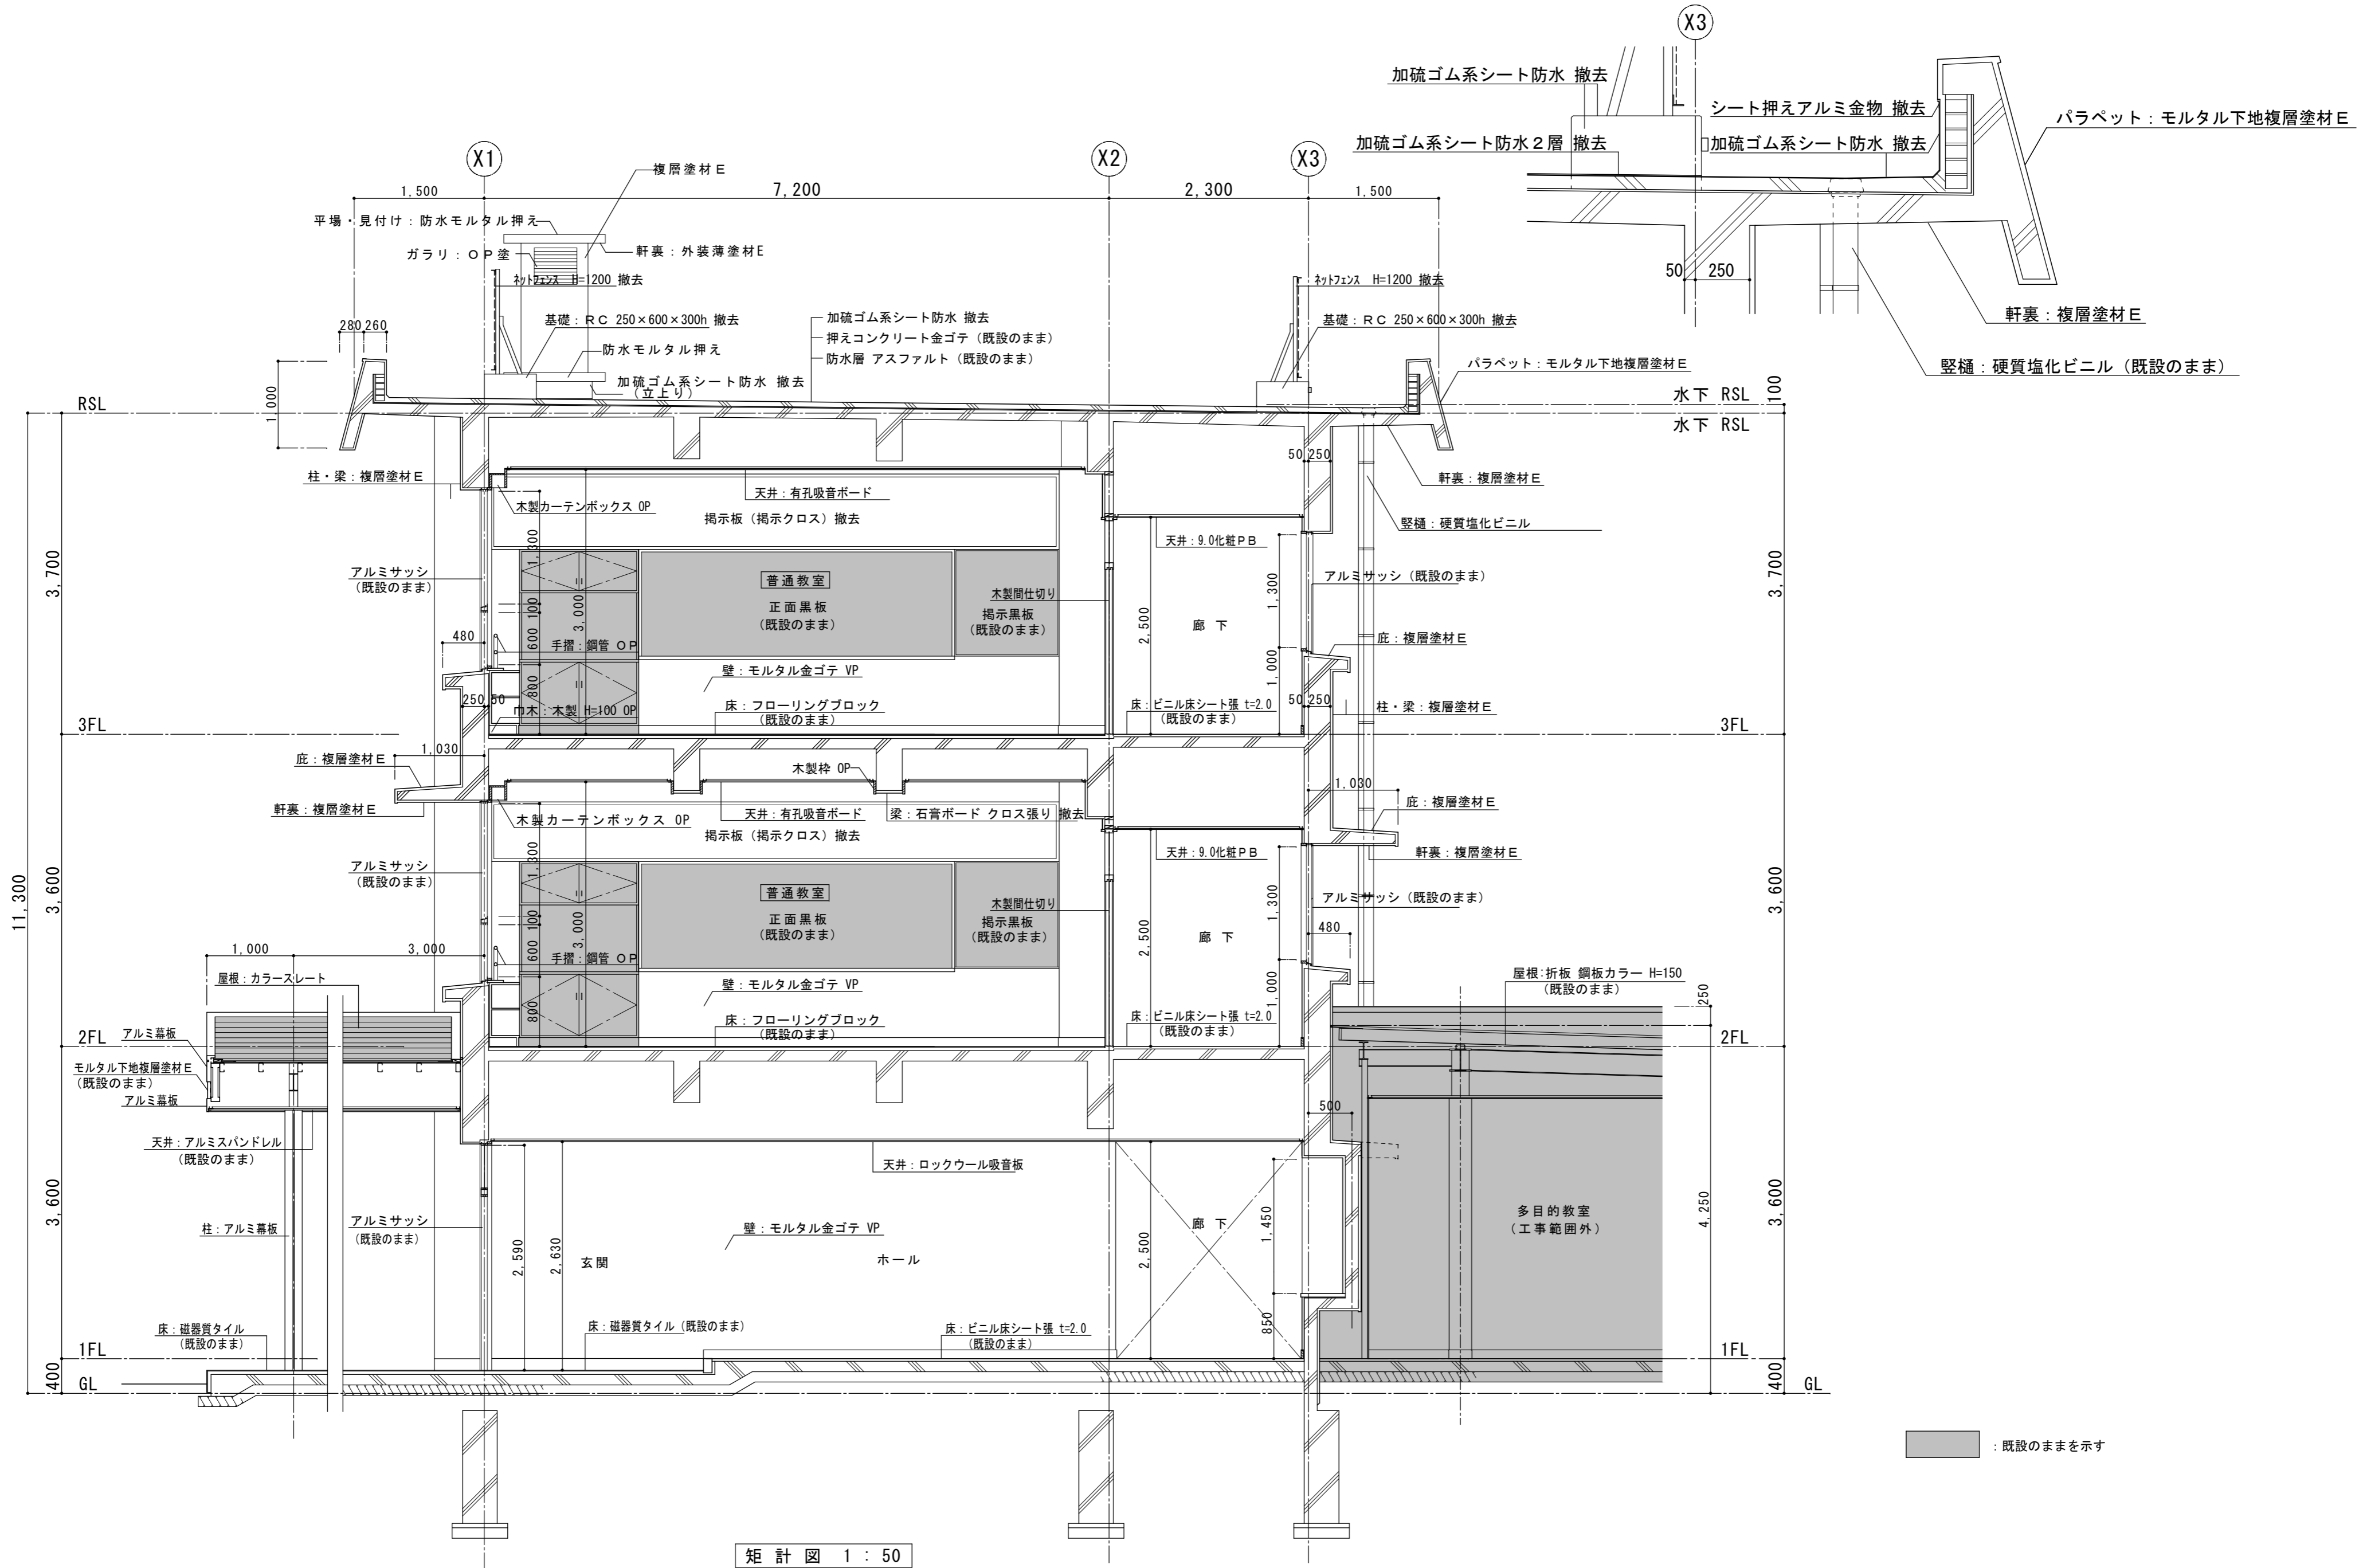 X3
加硫ゴム系シート防水 撤去
シート押えアルミ金物 撤去
パラペット：モルタル下地複層塗材Ｅ
加硫ゴム系シート防水２層 撤去
加硫ゴム系シート防水 撤去
50
250
軒裏：複層塗材Ｅ
竪樋：硬質塩化ビニル（既設のまま）
X1
X2
X3
複層塗材Ｅ
1,500
7,200
2,300
1,500
平場・見付け：防水モルタル押え
ガラリ：ＯＰ塗
軒裏：外装薄塗材E
ﾈｯﾄﾌｪﾝｽ H=1200 撤去
ﾈｯﾄﾌｪﾝｽ H=1200 撤去
280
260
基礎：ＲＣ 250×600×300h 撤去
加硫ゴム系シート防水 撤去
押えコンクリート金ゴテ（既設のまま）
防水層 アスファルト（既設のまま）
基礎：ＲＣ 250×600×300h 撤去
防水モルタル押え
加硫ゴム系シート防水 撤去
（立上り）
パラペット：モルタル下地複層塗材Ｅ
1,000
RSL
水下 RSL
100
水下 RSL
柱・梁：複層塗材Ｅ
50
250
軒裏：複層塗材Ｅ
天井：有孔吸音ボード
木製カーテンボックス OP
掲示板（掲示クロス）撤去
竪樋：硬質塩化ビニル
天井：9.0化粧ＰＢ
1,300
3,700
アルミサッシ
（既設のまま）
普通教室
正面黒板
（既設のまま）
木製間仕切り
掲示黒板
（既設のまま）
アルミサッシ（既設のまま）
1,300
3,700
100
3,000
2,500
廊 下
480
600
手摺：鋼管 ＯＰ
庇：複層塗材Ｅ
壁：モルタル金ゴテ VP
1,000
800
250
50
巾木：木製 H=100 OP
床：フローリングブロック
（既設のまま）
床：ビニル床シート張 t=2.0
（既設のまま）
50
250
柱・梁：複層塗材Ｅ
3FL
3FL
1,030
庇：複層塗材Ｅ
木製枠 OP
1,030
軒裏：複層塗材Ｅ
木製カーテンボックス OP
天井：有孔吸音ボード
梁：石膏ボード クロス張り 撤去
庇：複層塗材Ｅ
掲示板（掲示クロス）撤去
天井：9.0化粧ＰＢ
軒裏：複層塗材Ｅ
1,300
アルミサッシ
（既設のまま）
11,300
3,600
普通教室
正面黒板
（既設のまま）
木製間仕切り
掲示黒板
（既設のまま）
アルミサッシ（既設のまま）
1,300
3,600
100
3,000
2,500
廊 下
480
1,000
3,000
600
手摺：鋼管 ＯＰ
屋根：カラースレート
壁：モルタル金ゴテ VP
屋根:折板 鋼板カラー H=150
（既設のまま）
1,000
250
800
床：フローリングブロック
（既設のまま）
床：ビニル床シート張 t=2.0
（既設のまま）
2FL
アルミ幕板
2FL
モルタル下地複層塗材Ｅ
（既設のまま）
アルミ幕板
500
天井：アルミスパンドレル
（既設のまま）
天井：ロックウール吸音板
3,600
柱：アルミ幕板
アルミサッシ
（既設のまま）
壁：モルタル金ゴテ VP
2,590
2,630
玄関
ホール
2,500
廊 下
1,450
多目的教室
（工事範囲外）
4,250
3,600
850
床：磁器質タイル
（既設のまま）
床：磁器質タイル（既設のまま）
床：ビニル床シート張 t=2.0
（既設のまま）
1FL
1FL
400
GL
400
GL
：既設のままを示す
矩 計 図 1 : 50